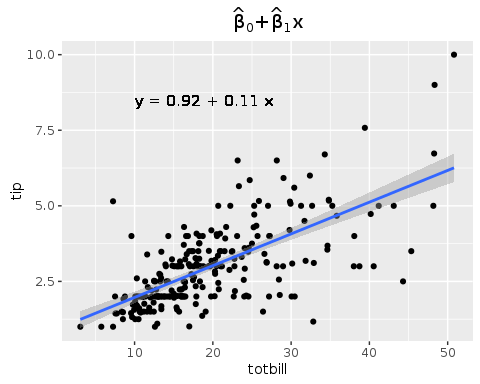 β̂₀+β̂₁x
10.0
y = 0.92 + 0.11 x
7.5
tip
5.0
2.5
10 20 30 40 50
totbill